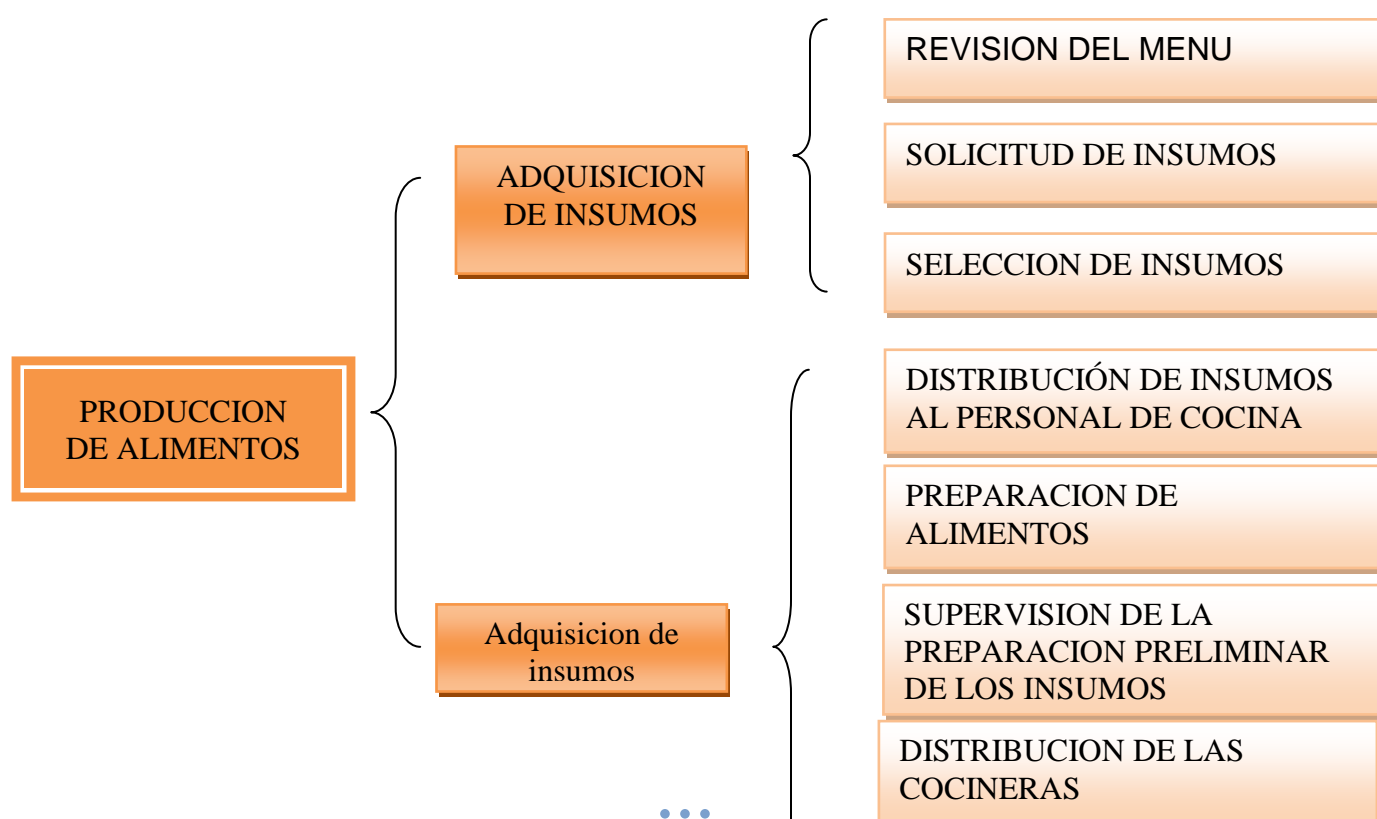 PRODUCCION
DE ALIMENTOS
ADQUISICION
DE INSUMOS
REVISION DEL MENU
SOLICITUD DE INSUMOS
SELECCION DE INSUMOS
Adquisicion de
insumos
DISTRIBUCIÓN DE INSUMOS
AL PERSONAL DE COCINA
PREPARACION DE
ALIMENTOS
SUPERVISION DE LA
PREPARACION PRELIMINAR
DE LOS INSUMOS
DISTRIBUCION DE LAS
COCINERAS